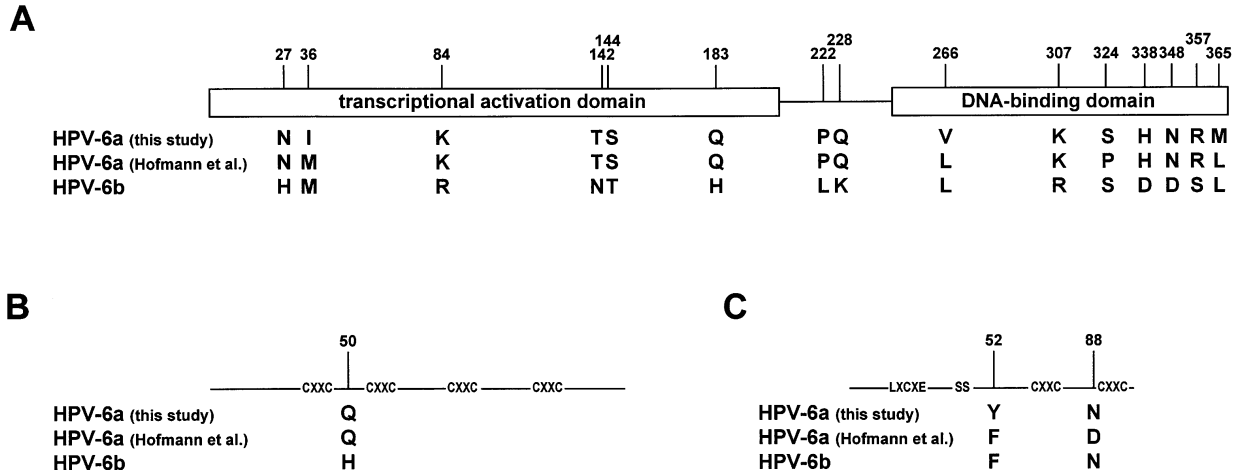 A
144 228 357
27 36 84 142 183 222 266 307 324 338 348 365
transcriptional activation domain DNA-binding domain
HPV-6a (this study) N I K T S Q P Q V K S H N R M
HPV-6a (Hofmann et al.) N M K T S Q P Q L K P H N R L
HPV-6b H M R N T H L K L R S D D S L
B
50
CXXC CXXC CXXC CXXC
HPV-6a (this study) Q
HPV-6a (Hofmann et al.) Q
HPV-6b H
C
52 88
LXCXE SS CXXC CXXC
HPV-6a (this study) Y N
HPV-6a (Hofmann et al.) F D
HPV-6b F N